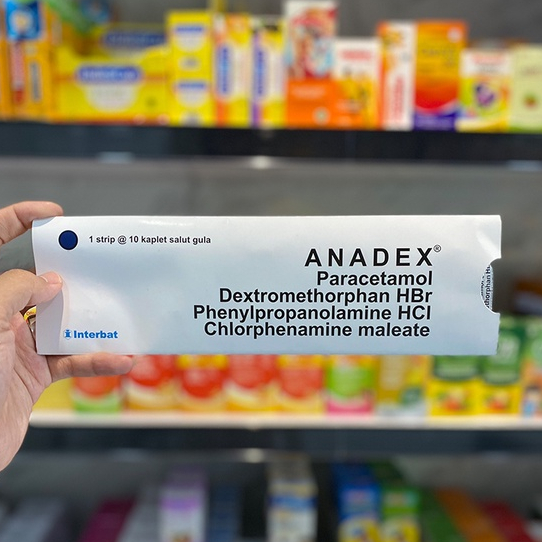 1 strip @ 10 kaplet salut gula
ANADEX®
Paracetamol
Dextromethorphan HBr
Phenylpropanolamine HCl
Chlorphenamine maleate
Interbat